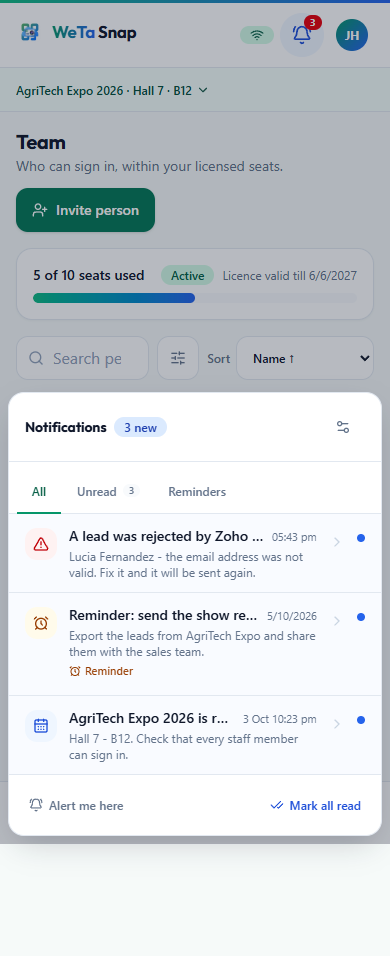 WeTa Snap
3
JH
AgriTech Expo 2026 · Hall 7 · B12
Team
Who can sign in, within your licensed seats.
Invite person
5 of 10 seats used Active Licence valid till 6/6/2027
Search pe Sort Name ↑
Notifications 3 new
All Unread 3 Reminders
A lead was rejected by Zoho ... 05:43 pm
Lucia Fernandez - the email address was not
valid. Fix it and it will be sent again.
Reminder: send the show re... 5/10/2026
Export the leads from AgriTech Expo and share
them with the sales team.
Reminder
AgriTech Expo 2026 is r... 3 Oct 10:23 pm
Hall 7 - B12. Check that every staff member
can sign in.
Alert me here Mark all read